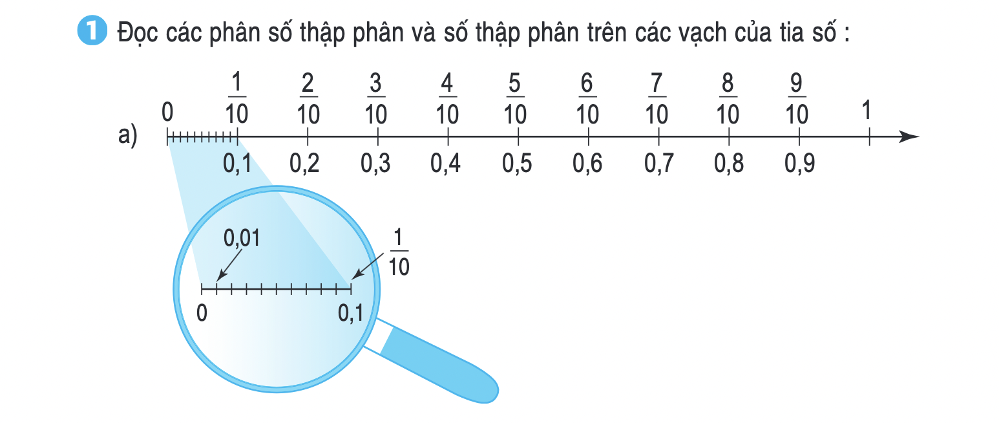 1 Đọc các phân số thập phân và số thập phân trên các vạch của tia số :
a) 0 1/10 2/10 3/10 4/10 5/10 6/10 7/10 8/10 9/10 1
0,1 0,2 0,3 0,4 0,5 0,6 0,7 0,8 0,9
0,01 1/10
0 0,1